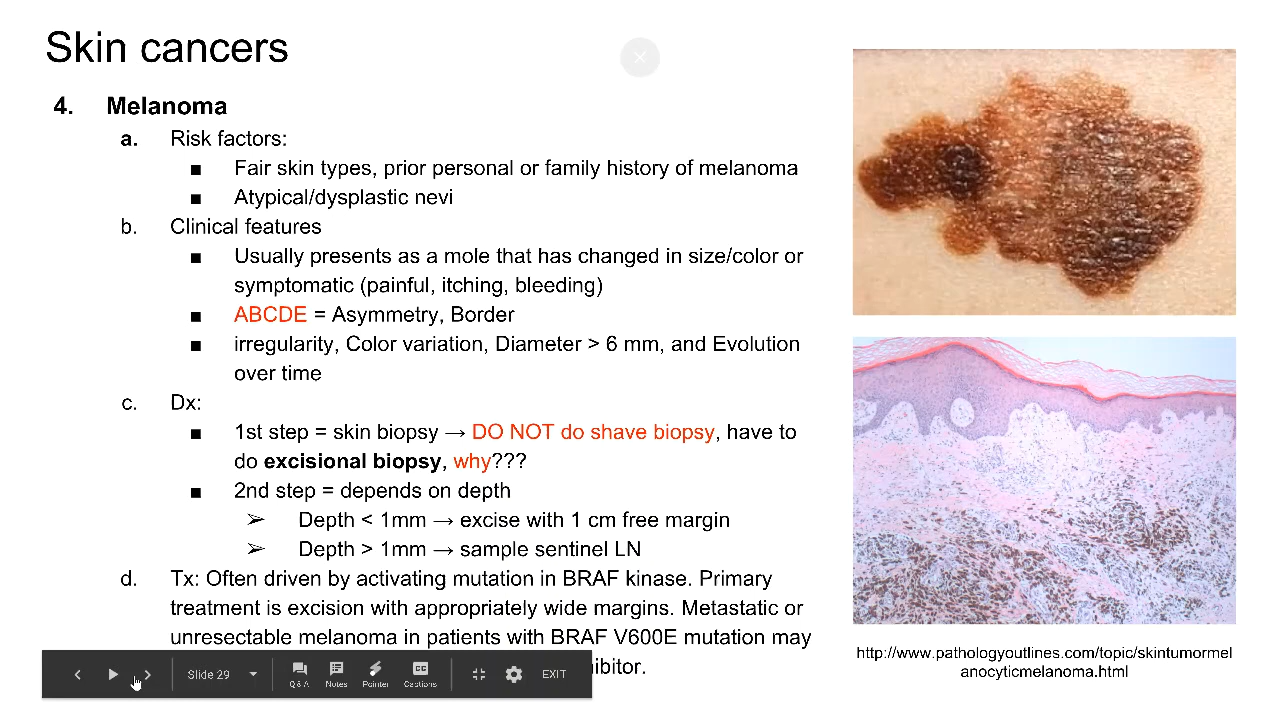 Skin cancers
4. Melanoma
a. Risk factors:
■ Fair skin types, prior personal or family history of melanoma
■ Atypical/dysplastic nevi
b. Clinical features
■ Usually presents as a mole that has changed in size/color or
symptomatic (painful, itching, bleeding)
■ ABCDE = Asymmetry, Border
■ irregularity, Color variation, Diameter > 6 mm, and Evolution
over time
c. Dx:
■ 1st step = skin biopsy → DO NOT do shave biopsy, have to
do excisional biopsy, why???
■ 2nd step = depends on depth
➢ Depth < 1mm → excise with 1 cm free margin
➢ Depth > 1mm → sample sentinel LN
d. Tx: Often driven by activating mutation in BRAF kinase. Primary
treatment is excision with appropriately wide margins. Metastatic or
unresectable melanoma in patients with BRAF V600E mutation may
hibitor.
http://www.pathologyoutlines.com/topic/skintumormel
anocyticmelanoma.html
Slide 29
Q & A Notes Pointer Captions EXIT